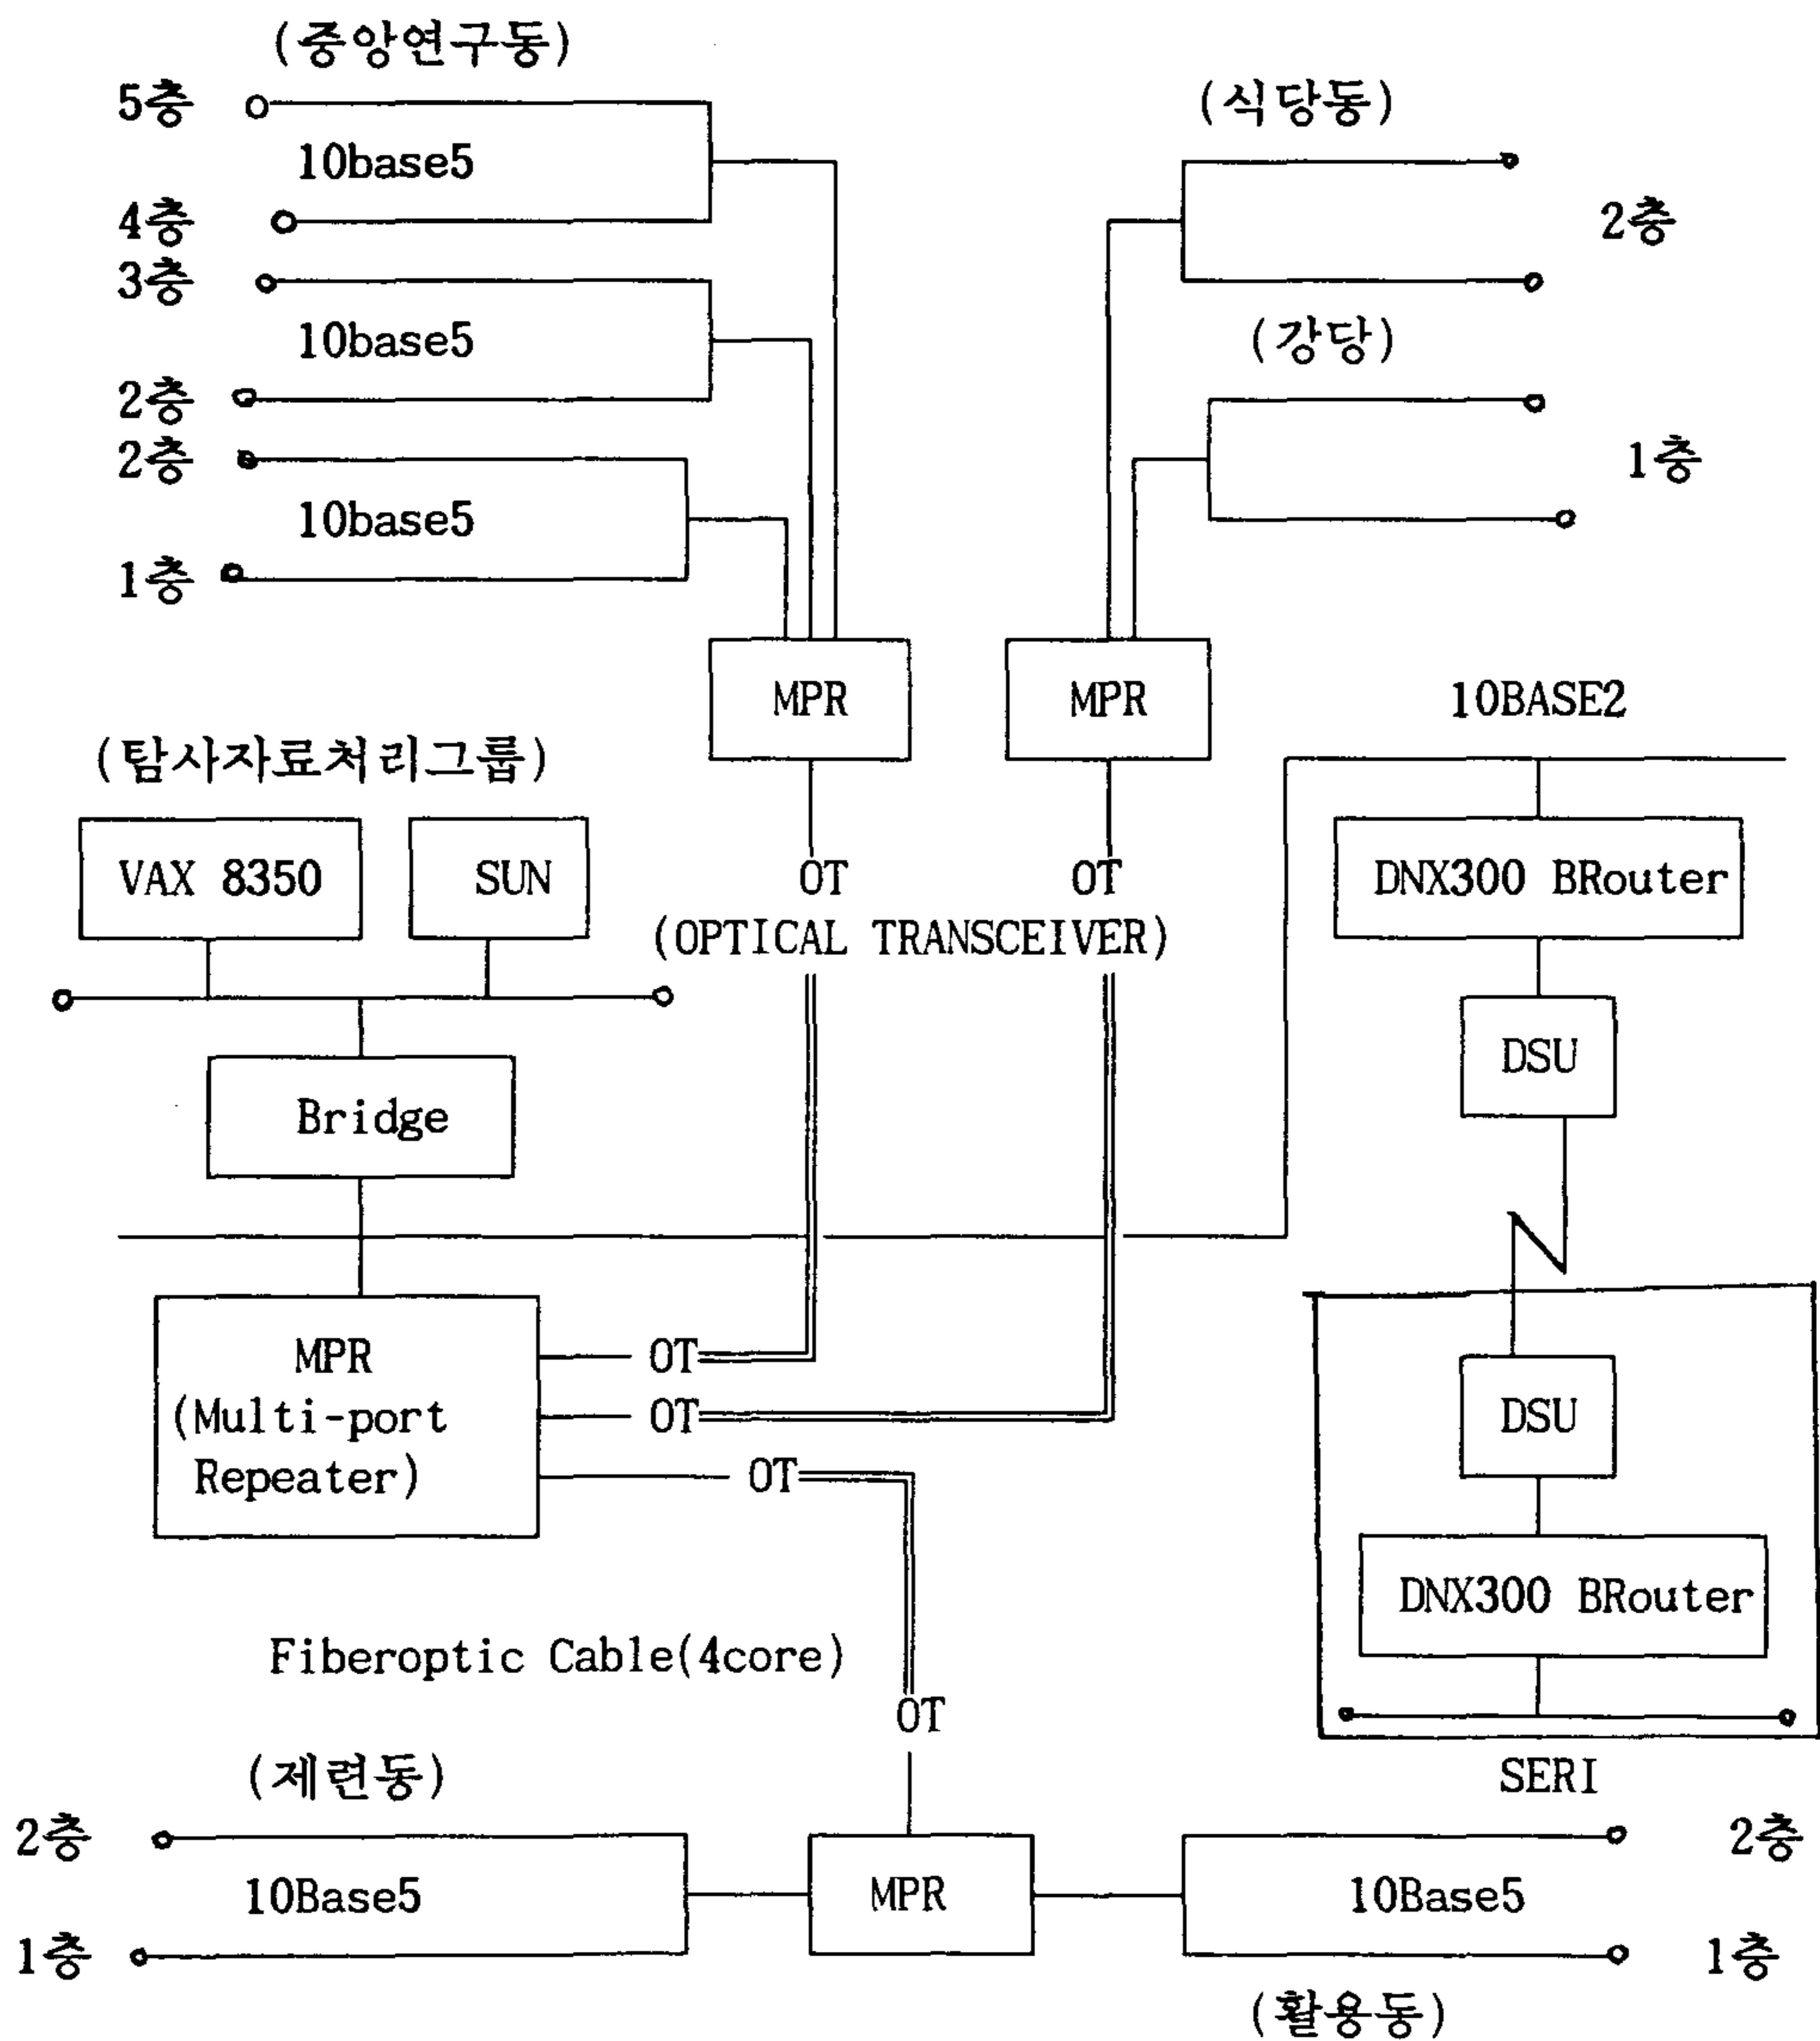 (중앙연구동)
5층
10base5
4층
3층
10base5
2층
2층
10base5
1층
(식당동)
2층
(강당)
1층
MPR
MPR
10BASE2
(탐사자료처리그룹)
VAX 8350
SUN
OT
OT
(OPTICAL TRANSCEIVER)
DNX300 BRouter
DSU
Bridge
MPR
(Multi-port
Repeater)
OT
OT
OT
DSU
DNX300 BRouter
SERI
Fiberoptic Cable(4core)
OT
(제련동)
2층
10Base5
1층
MPR
2층
10Base5
1층
(활용동)